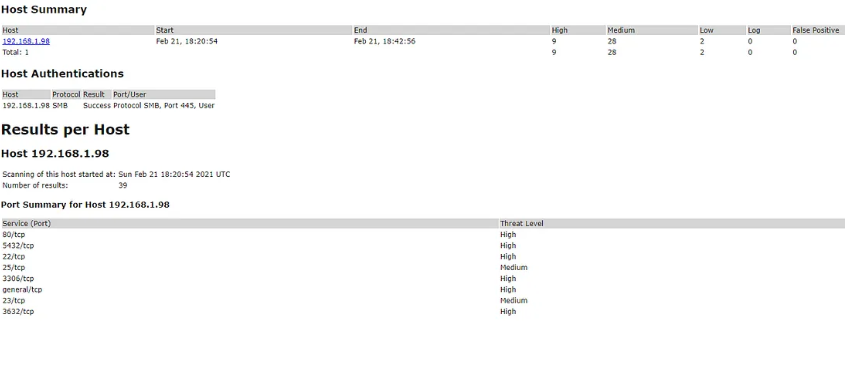 Host Summary
Host Start End High Medium Low Log False Positive
192.168.1.98 Feb 21, 18:20:54 Feb 21, 18:42:56 9 28 2 0 0
Total: 1 9 28 2 0 0
Host Authentications
Host Protocol Result Port/User
192.168.1.98 SMB Success Protocol SMB, Port 445, User
Results per Host
Host 192.168.1.98
Scanning of this host started at: Sun Feb 21 18:20:54 2021 UTC
Number of results: 39
Port Summary for Host 192.168.1.98
Service (Port) Threat Level
80/tcp High
5432/tcp High
22/tcp High
25/tcp Medium
3306/tcp High
general/tcp High
23/tcp Medium
3632/tcp High